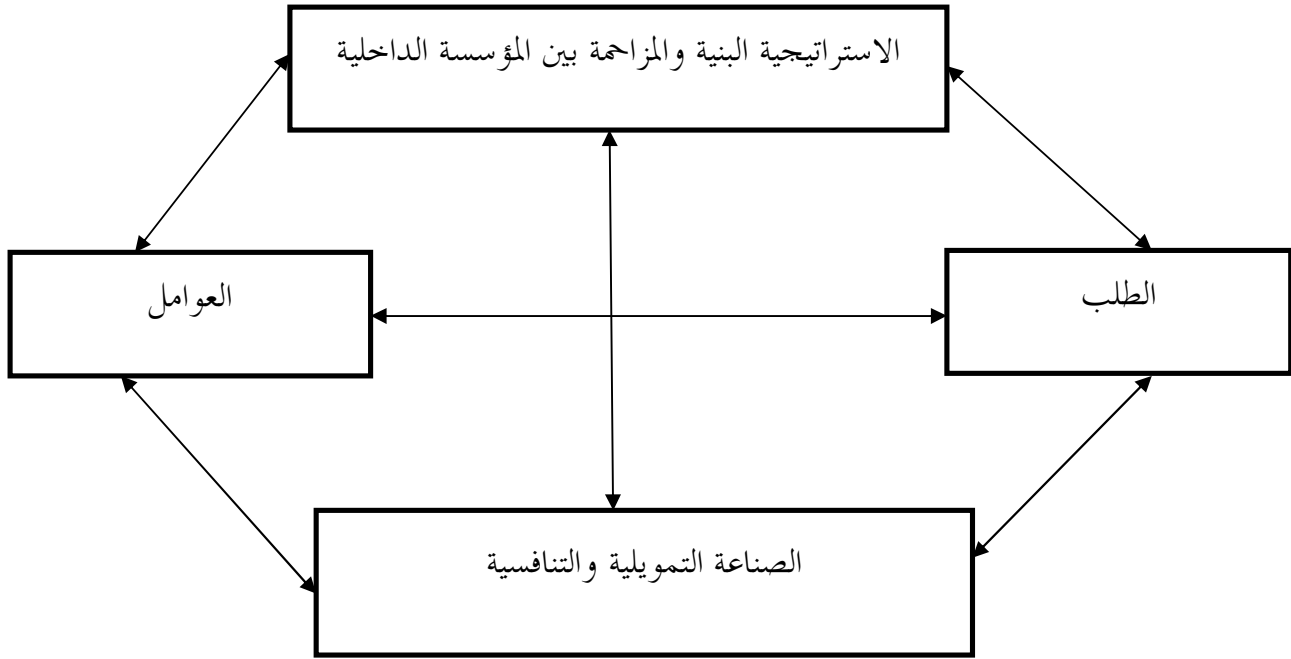 الاستراتيجية البنية والمزاحمة بين المؤسسة الداخلية
الطلب
العوامل
الصناعة التمويلية والتنافسية